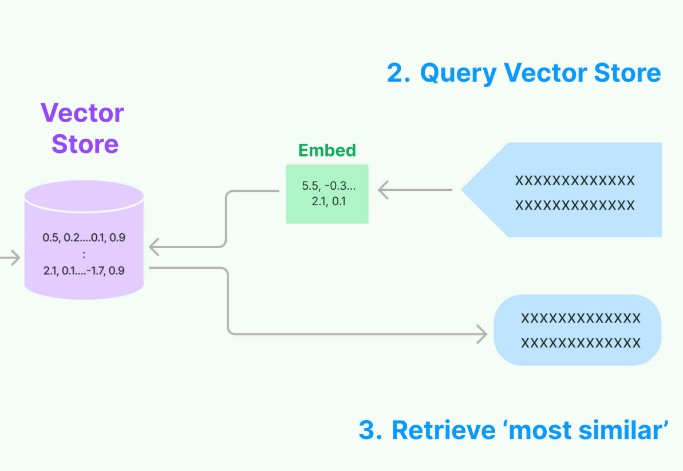 2. Query Vector Store
Vector
Store
Embed
5.5, -0.3...
2.1, 0.1
xxxxxxxxxxxxx
xxxxxxxxxxxxx
0.5, 0.2....0.1, 0.9
:
2.1, 0.1....-1.7, 0.9
xxxxxxxxxxxxx
xxxxxxxxxxxxx
3. Retrieve ‘most similar’